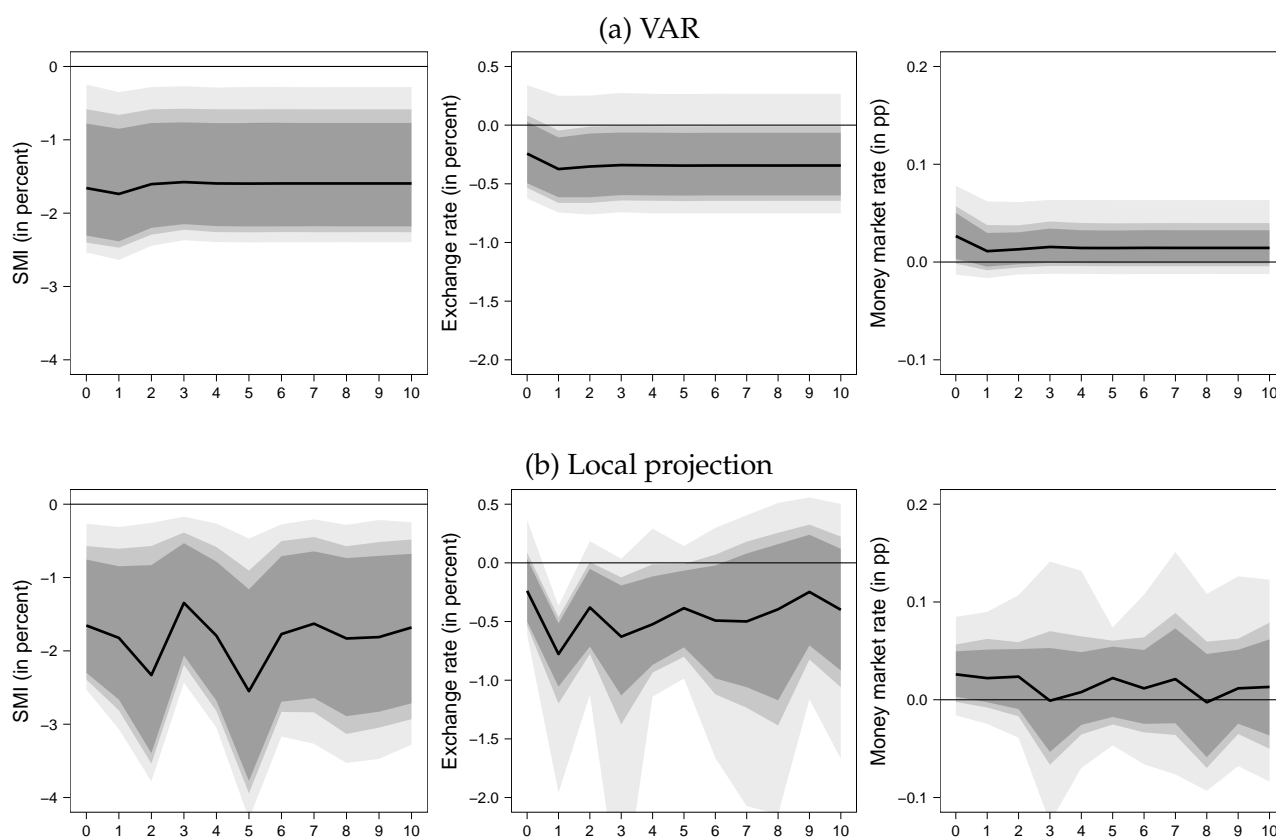 (a) VAR
SMI (in percent)
0
−1
−2
−3
−4
0 1 2 3 4 5 6 7 8 9 10
Exchange rate (in percent)
0.5
0.0
−0.5
−1.0
−1.5
−2.0
0 1 2 3 4 5 6 7 8 9 10
Money market rate (in pp)
0.2
0.1
0.0
−0.1
0 1 2 3 4 5 6 7 8 9 10
(b) Local projection
SMI (in percent)
0
−1
−2
−3
−4
0 1 2 3 4 5 6 7 8 9 10
Exchange rate (in percent)
0.5
0.0
−0.5
−1.0
−1.5
−2.0
0 1 2 3 4 5 6 7 8 9 10
Money market rate (in pp)
0.2
0.1
0.0
−0.1
0 1 2 3 4 5 6 7 8 9 10